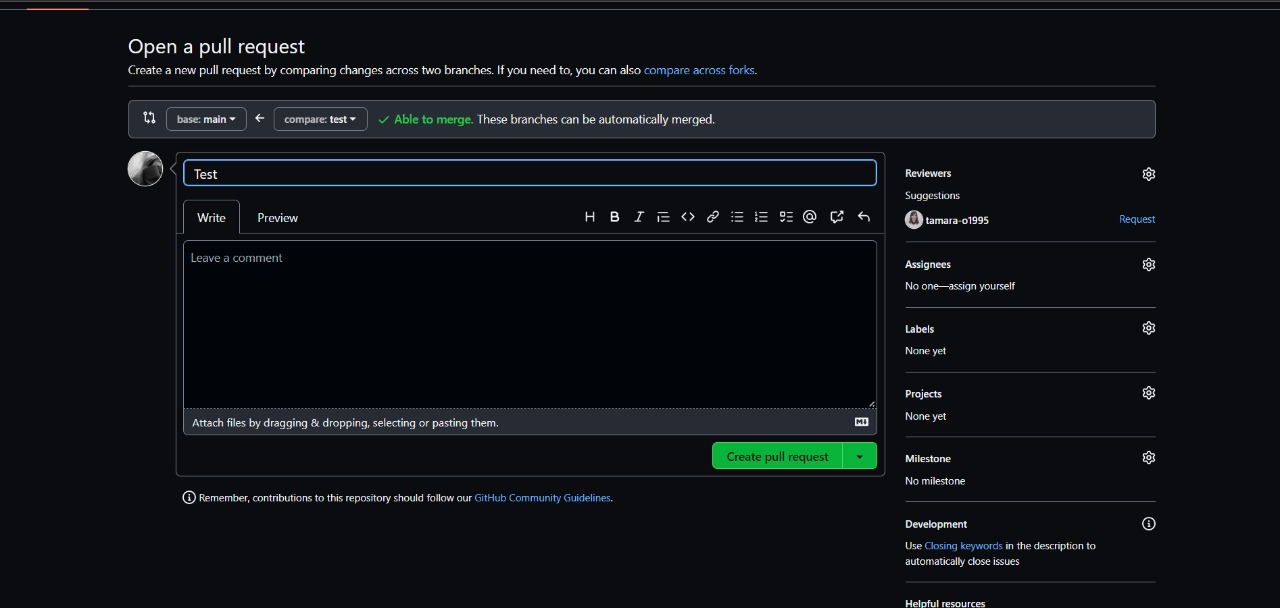 Open a pull request
Create a new pull request by comparing changes across two branches. If you need to, you can also compare across forks.
base: main
compare: test
Able to merge. These branches can be automatically merged.
Test
Write
Preview
Leave a comment
Attach files by dragging & dropping, selecting or pasting them.
Create pull request
Remember, contributions to this repository should follow our GitHub Community Guidelines.
Reviewers
Suggestions
tamara-o1995
Request
Assignees
No one—assign yourself
Labels
None yet
Projects
None yet
Milestone
No milestone
Development
Use Closing keywords in the description to
automatically close issues
Helpful resources